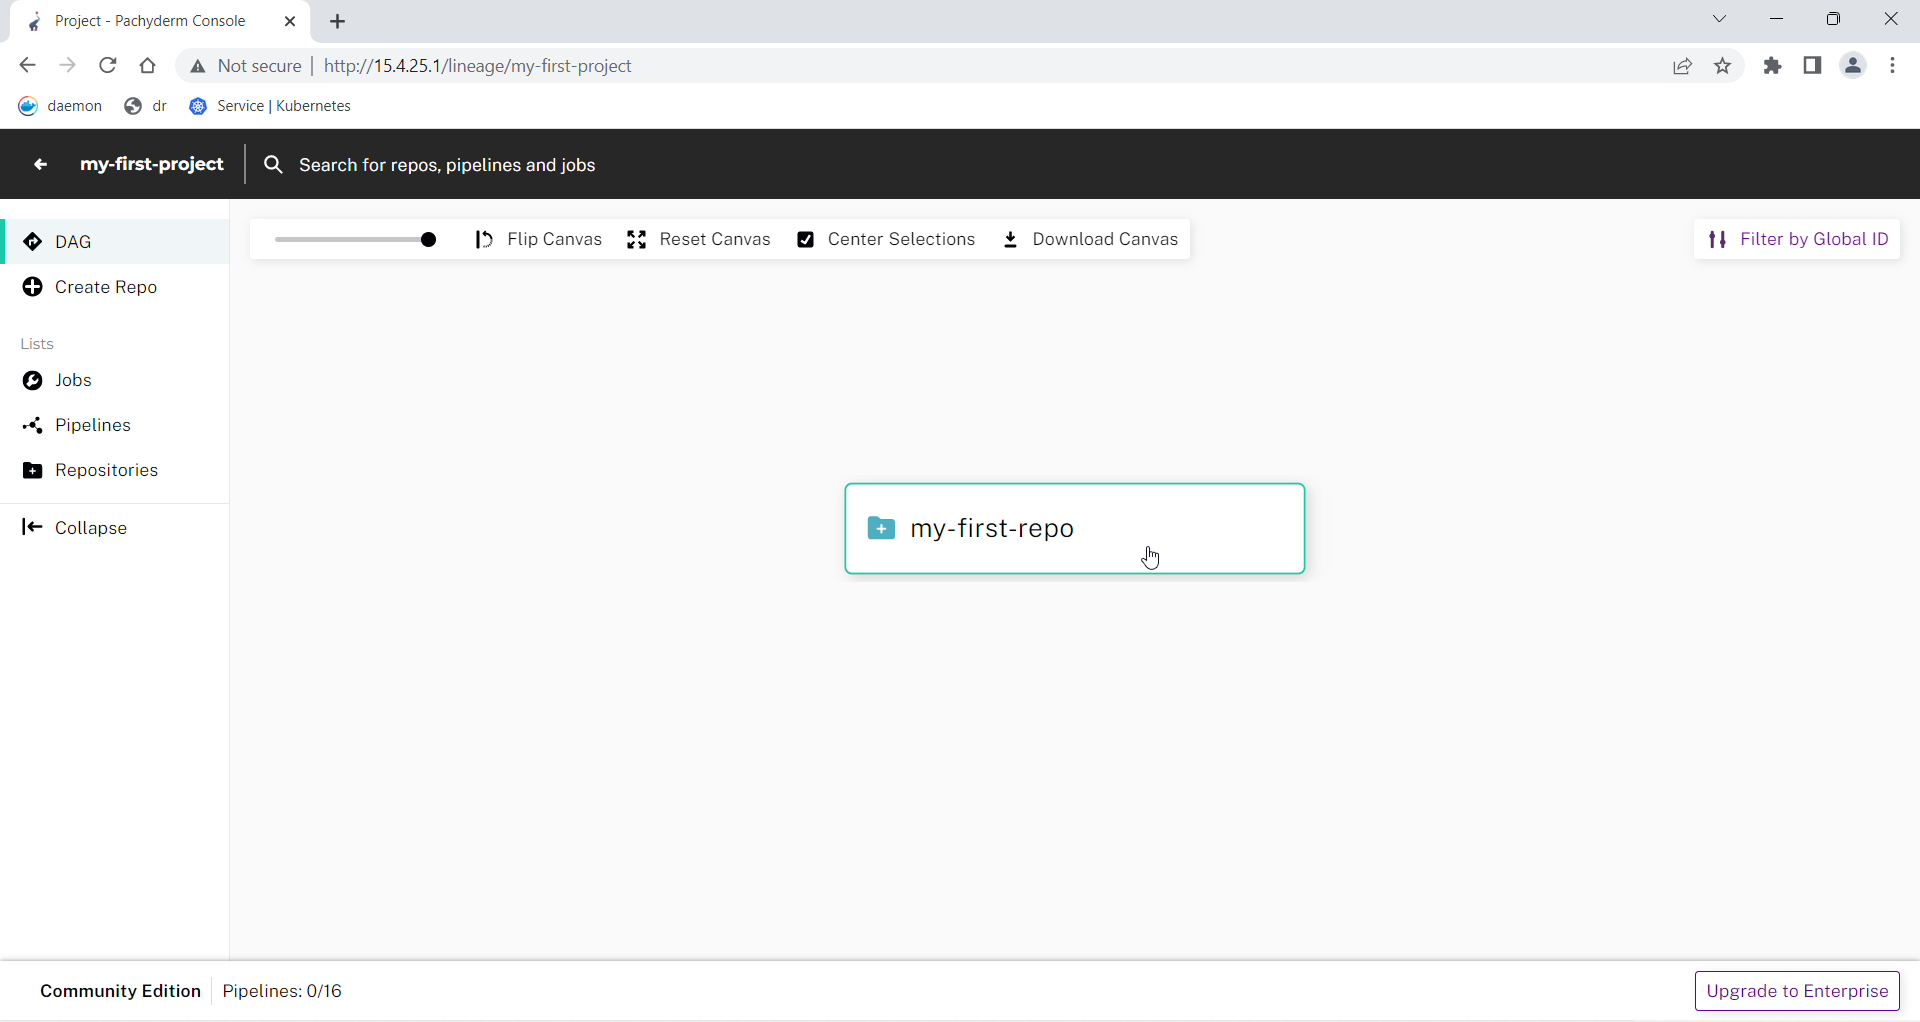 Project - Pachyderm Console
Not secure | http://15.4.25.1/lineage/my-first-project
daemon dr Service | Kubernetes
my-first-project Search for repos, pipelines and jobs
DAG
Create Repo
Lists
Jobs
Pipelines
Repositories
Collapse
Flip Canvas Reset Canvas Center Selections Download Canvas Filter by Global ID
my-first-repo
Community Edition Pipelines: 0/16 Upgrade to Enterprise